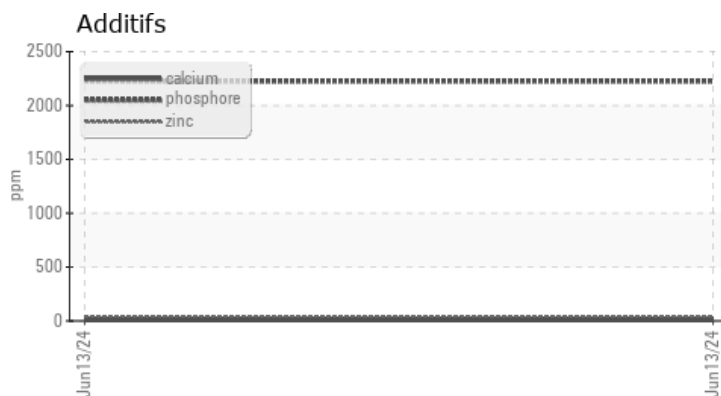 Additifs
2500
2000
1500
1000
500
0
ppm
calcium
phosphore
zinc
Jun13/24
Jun13/24